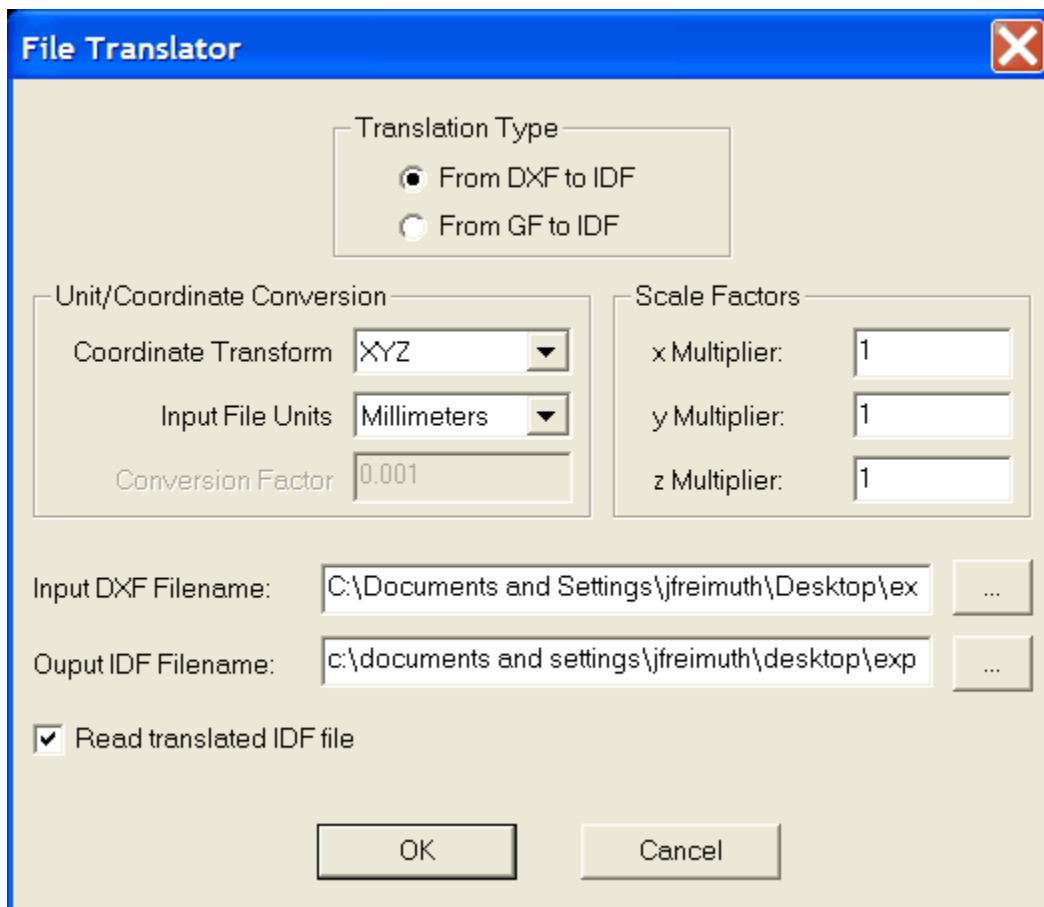 File Translator
Translation Type
From DXF to IDF
From GF to IDF
Unit/Coordinate Conversion
Coordinate Transform XYZ
Input File Units Millimeters
Conversion Factor 0.001
Scale Factors
x Multiplier: 1
y Multiplier: 1
z Multiplier: 1
Input DXF Filename: C:\Documents and Settings\jfreimuth\Desktop\ex ...
Ouput IDF Filename: c:\documents and settings\jfreimuth\desktop\exp ...
Read translated IDF file
OK Cancel